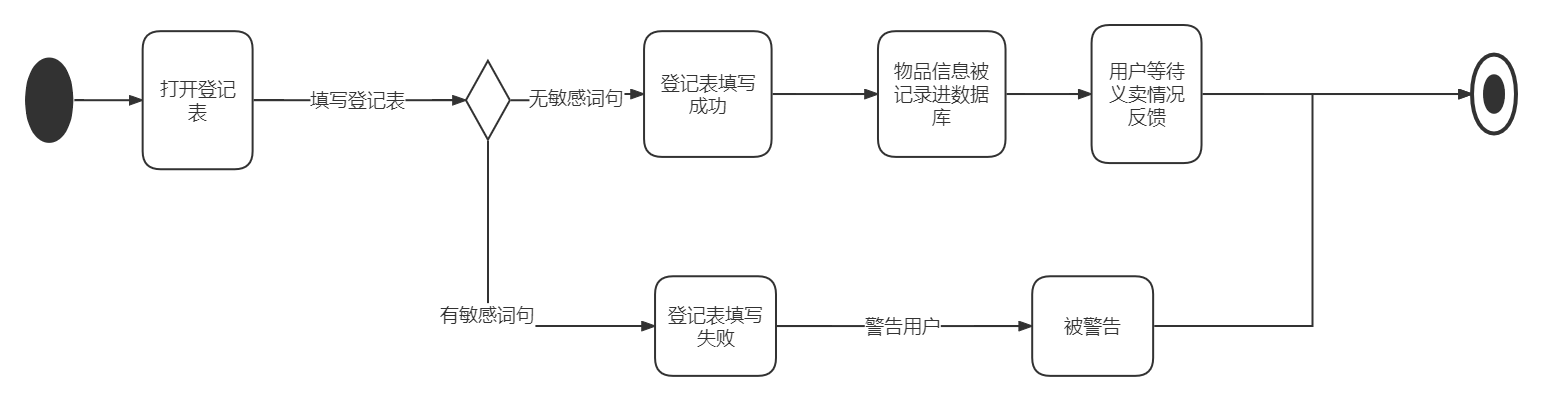 打开登记
表
填写登记表
无敏感词句
登记表填写
成功
物品信息被
记录进数据
库
用户等待
义卖情况
反馈
有敏感词句
登记表填写
失败
警告用户
被警告